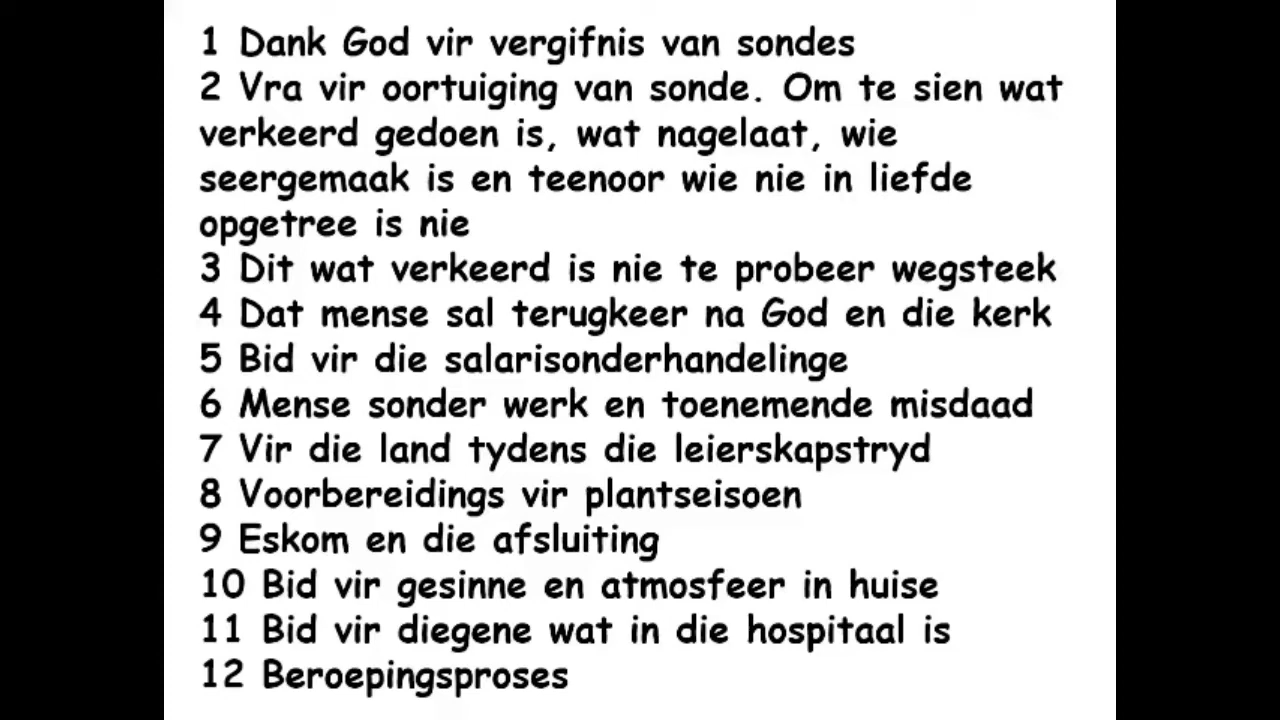 1 Dank God vir vergifnis van sondes
2 Vra vir oortuiging van sonde. Om te sien wat
verkeerd gedoen is, wat nagelaat, wie
seergemaak is en teenoor wie nie in liefde
opgetree is nie
3 Dit wat verkeerd is nie te probeer wegsteek
4 Dat mense sal terugkeer na God en die kerk
5 Bid vir die salarisonderhandelinge
6 Mense sonder werk en toenemende misdaad
7 Vir die land tydens die leierskapstryd
8 Voorbereidings vir plantseisoen
9 Eskom en die afsluiting
10 Bid vir gesinne en atmosfeer in huise
11 Bid vir diegene wat in die hospitaal is
12 Beroepingsproses